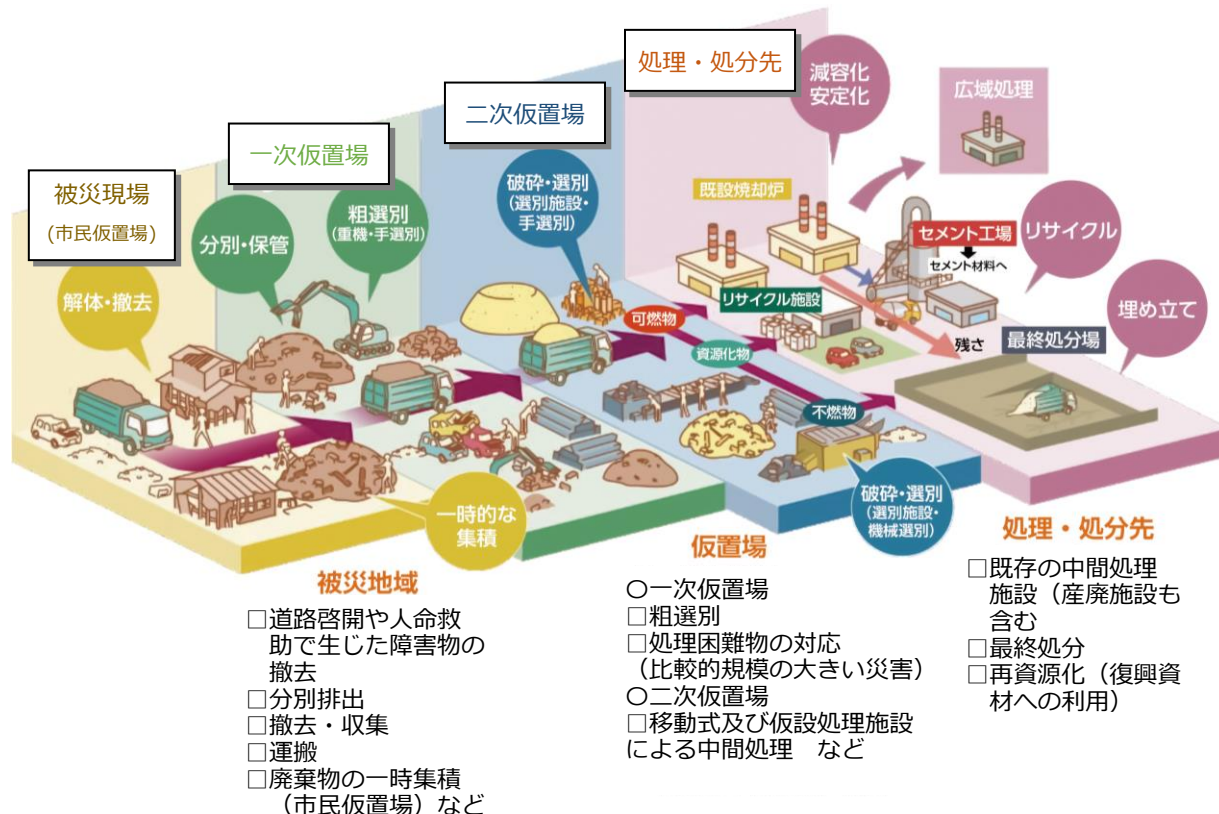 処理・処分先
二次仮置場
一次仮置場
被災現場
(市民仮置場)
減容化
安定化
広域処理
破砕・選別
(選別施設・
手選別)
既設焼却炉
粗選別
(重機・手選別)
分別・保管
セメント工場
セメント材料へ
リサイクル
解体・撤去
リサイクル施設
可燃物
埋め立て
資源化物
残さ
最終処分場
不燃物
一時的な
集積
破砕・選別
(選別施設・
機械選別)
被災地域
□道路啓開や人命救
助で生じた障害物の
撤去
□分別排出
□撤去・収集
□運搬
□廃棄物の一時集積
(市民仮置場)など
仮置場
〇一次仮置場
□粗選別
□処理困難物の対応
(比較的規模の大きい災害)
〇二次仮置場
□移動式及び仮設処理施設
による中間処理　など
処理・処分先
□既存の中間処理
施設(産廃施設も
含む
□最終処分
□再資源化(復興資
材への利用)